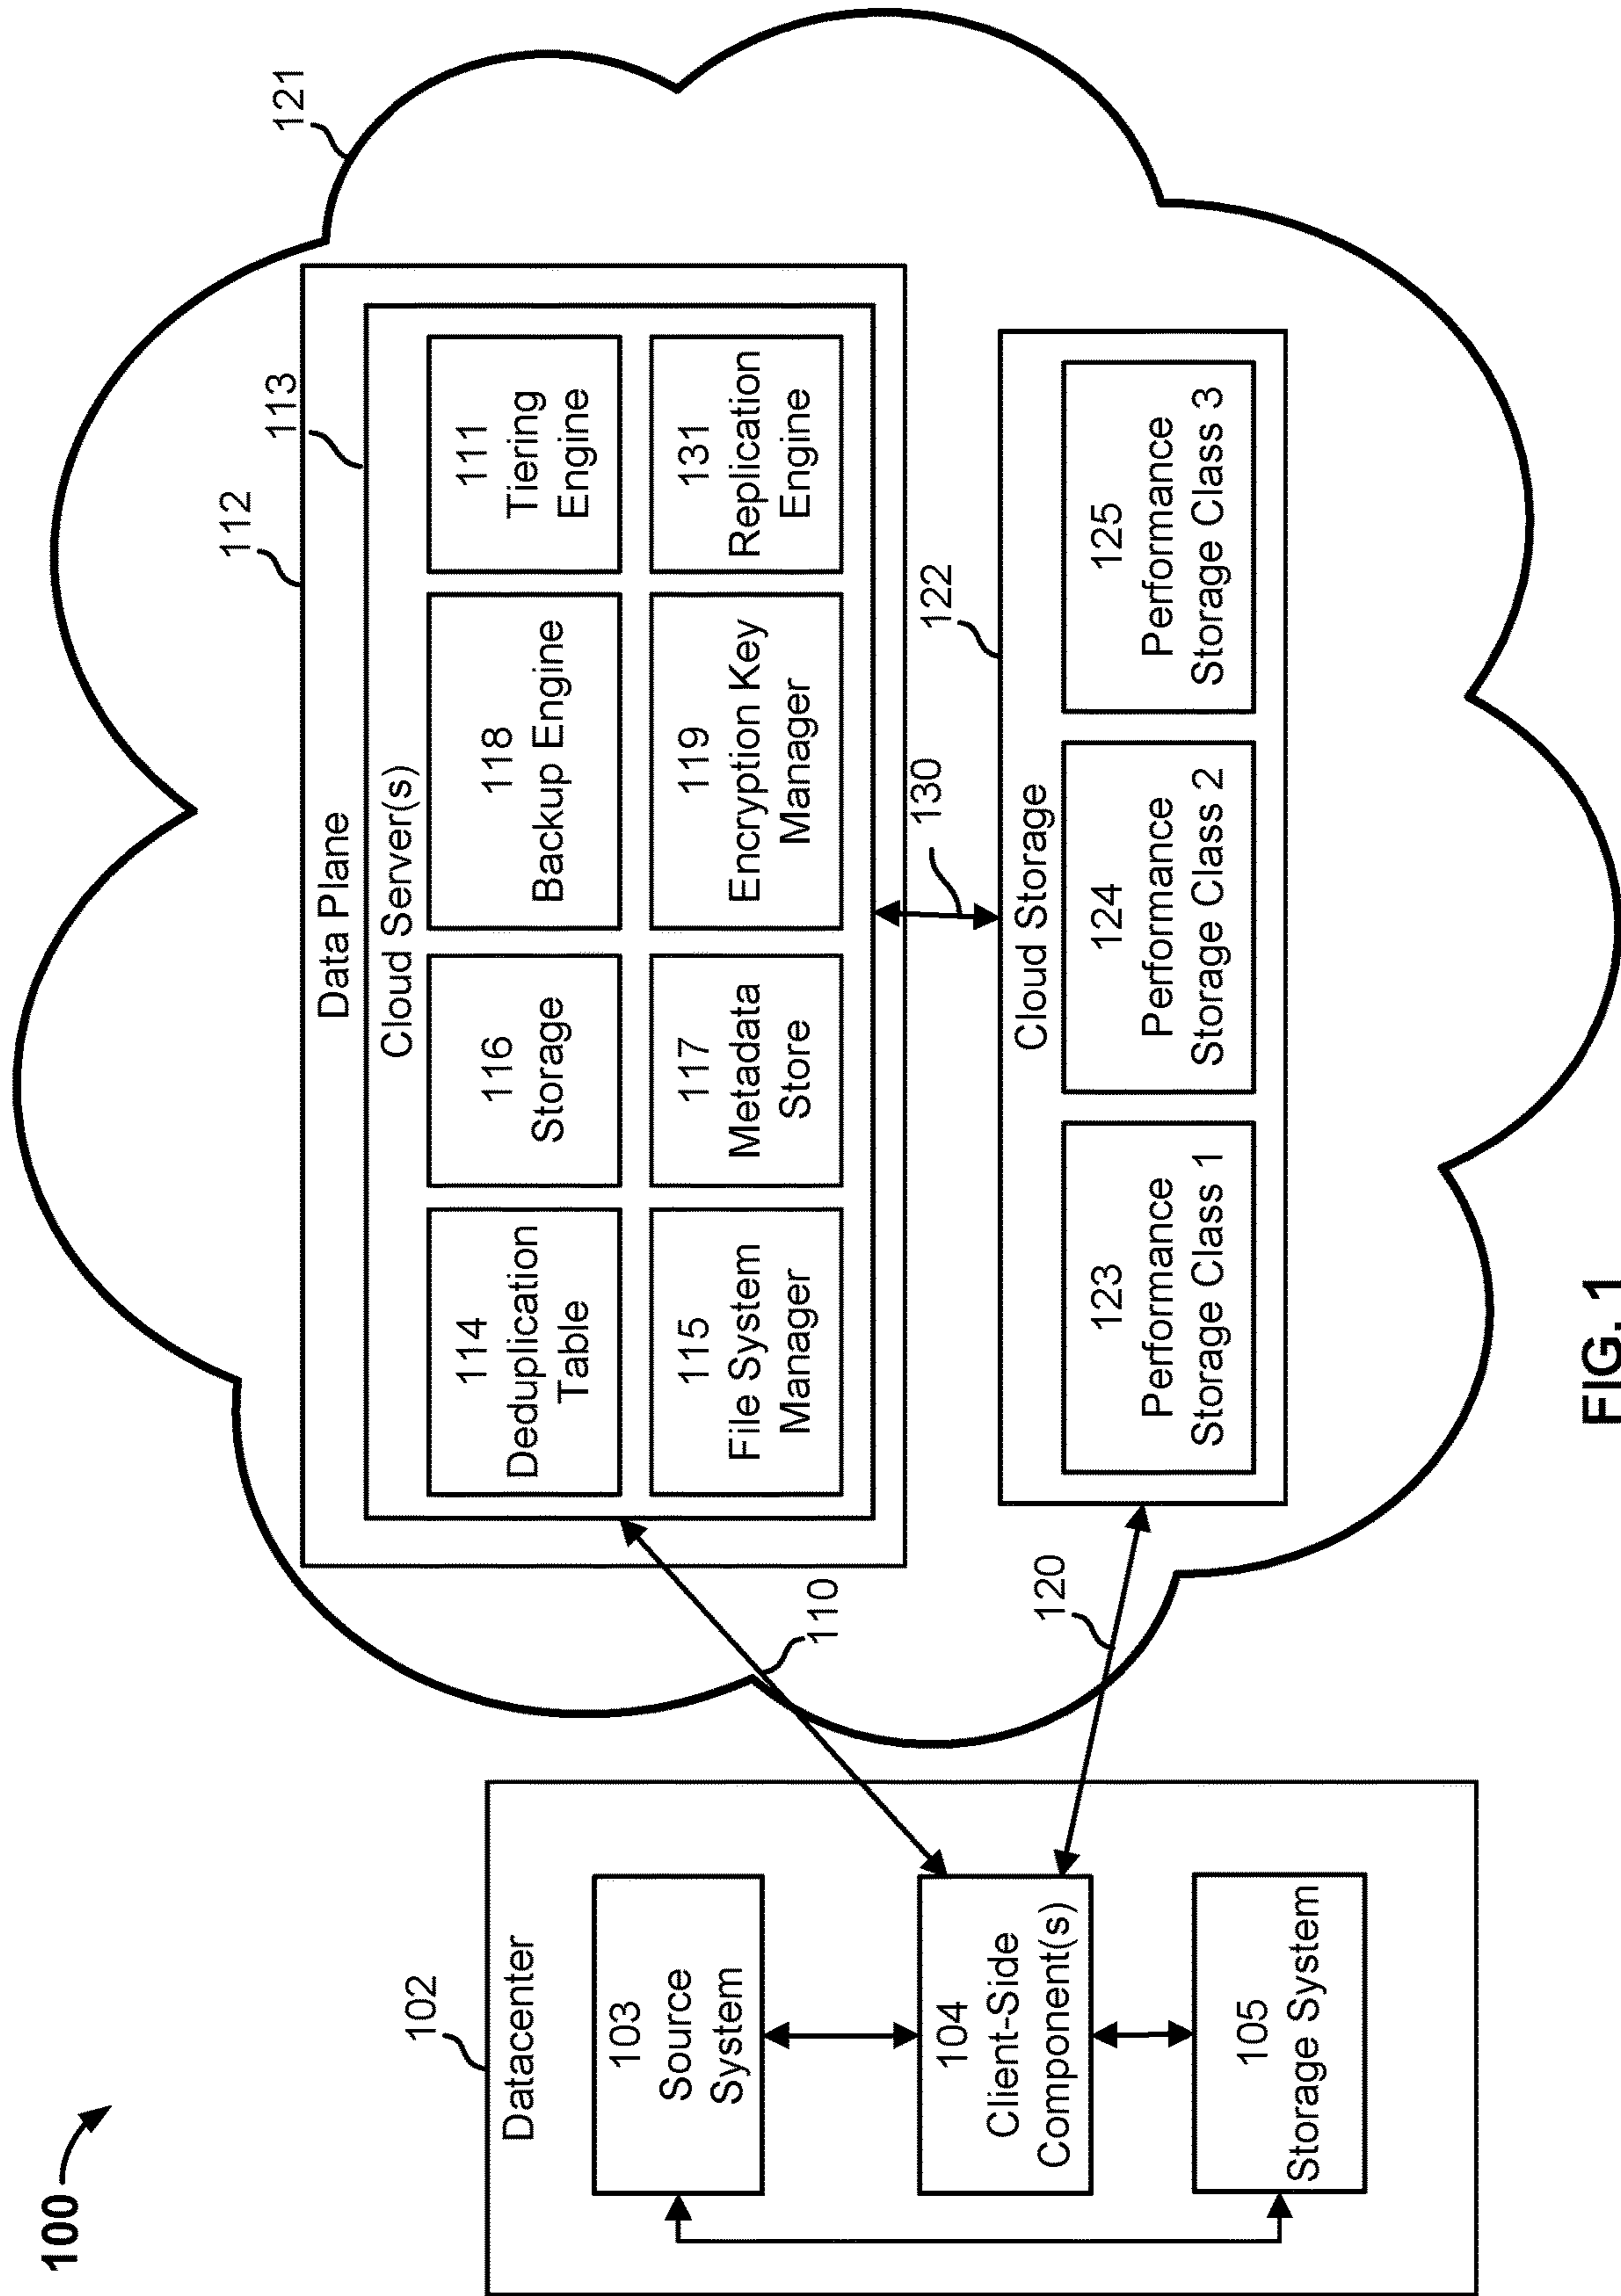 100
102
Datacenter
103
Source
System
104
Client-Side
Component(s)
105
Storage System
110
120
121
112
Data Plane
113
Cloud Server(s)
114
Deduplication
Table
116
Storage
118
Backup Engine
111
Tiering
Engine
115
File System
Manager
117
Metadata
Store
119
Encryption Key
Manager
131
Replication
Engine
130
122
Cloud Storage
123
Performance
Storage Class 1
124
Performance
Storage Class 2
125
Performance
Storage Class 3
FIG. 1